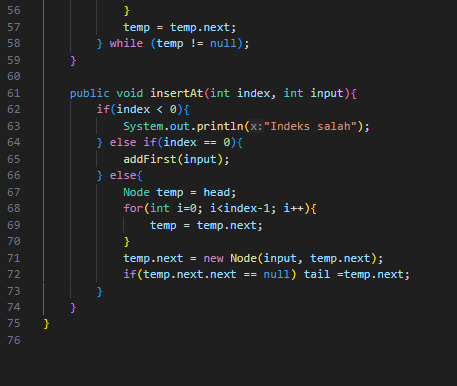 56 }
57 temp = temp.next;
58 } while (temp != null);
59 }
60
61 public void insertAt(int index, int input){
62 if(index < 0){
63 System.out.println(x:"Indeks salah");
64 } else if(index == 0){
65 addFirst(input);
66 } else{
67 Node temp = head;
68 for(int i=0; i<index-1; i++){
69 temp = temp.next;
70 }
71 temp.next = new Node(input, temp.next);
72 if(temp.next.next == null) tail =temp.next;
73 }
74 }
75 }
76